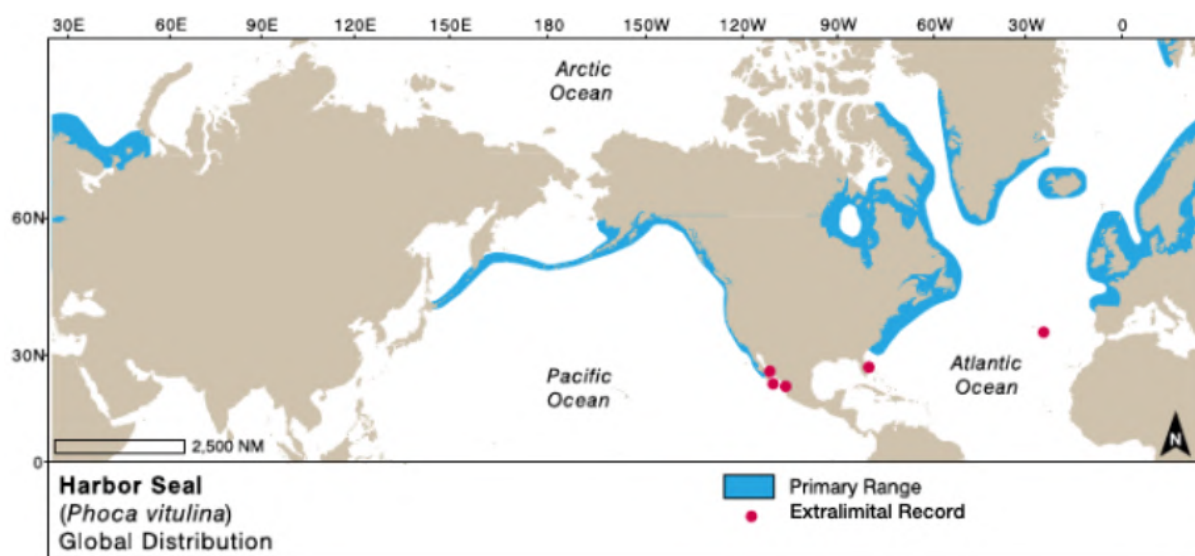 30E 60E 90E 120E 150E 180 150W 120W 90W 60W 30W 0
Arctic
Ocean
60N
30N
Atlantic
Ocean
Pacific
Ocean
N
2,500 NM
0
Harbor Seal
(Phoca vitulina)
Global Distribution
Primary Range
Extralimital Record